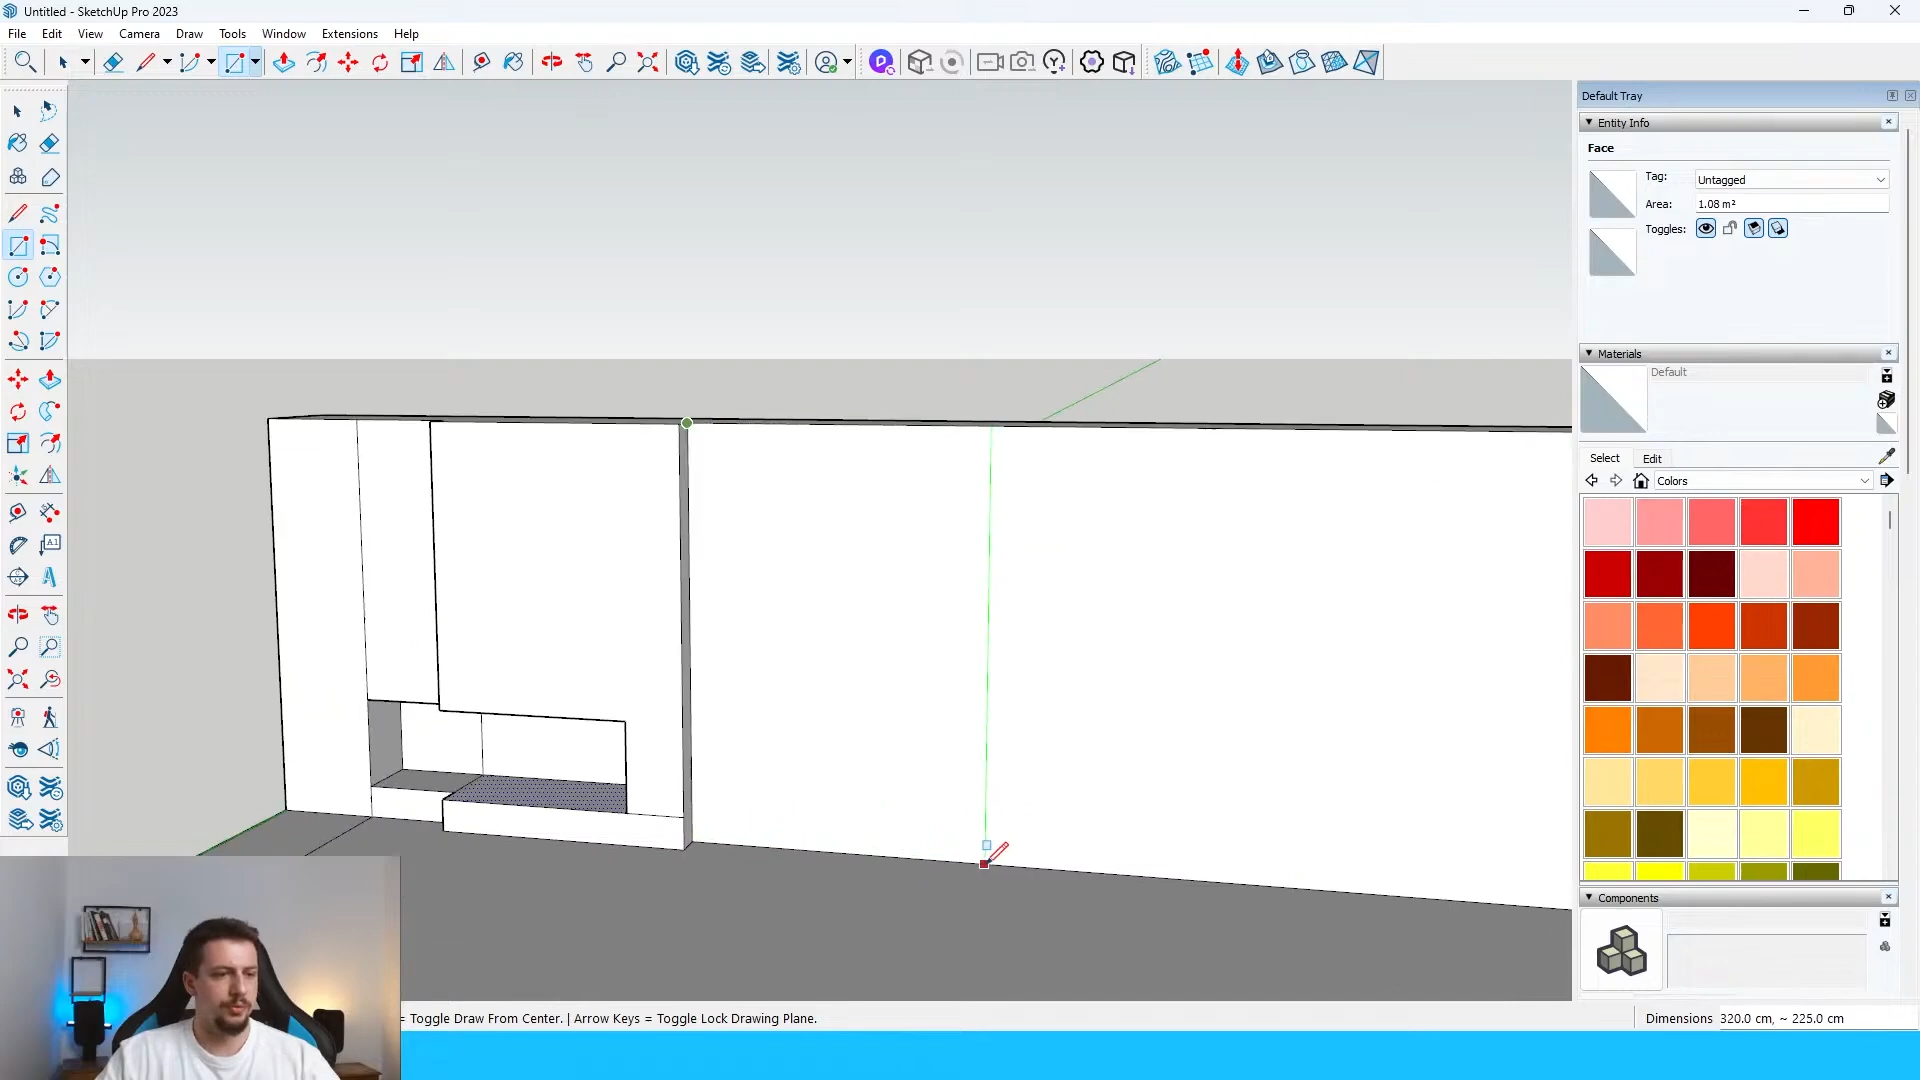 Untitled - SketchUp Pro 2023
File Edit View Camera Draw Tools Window Extensions Help
Default Tray
Entity Info
Face
Tag: Untagged
Area: 1.08 m²
Toggles:
Materials
Default
Select Edit
Colors
Components
= Toggle Draw From Center. | Arrow Keys = Toggle Lock Drawing Plane.
Dimensions 320.0 cm, ~ 225.0 cm